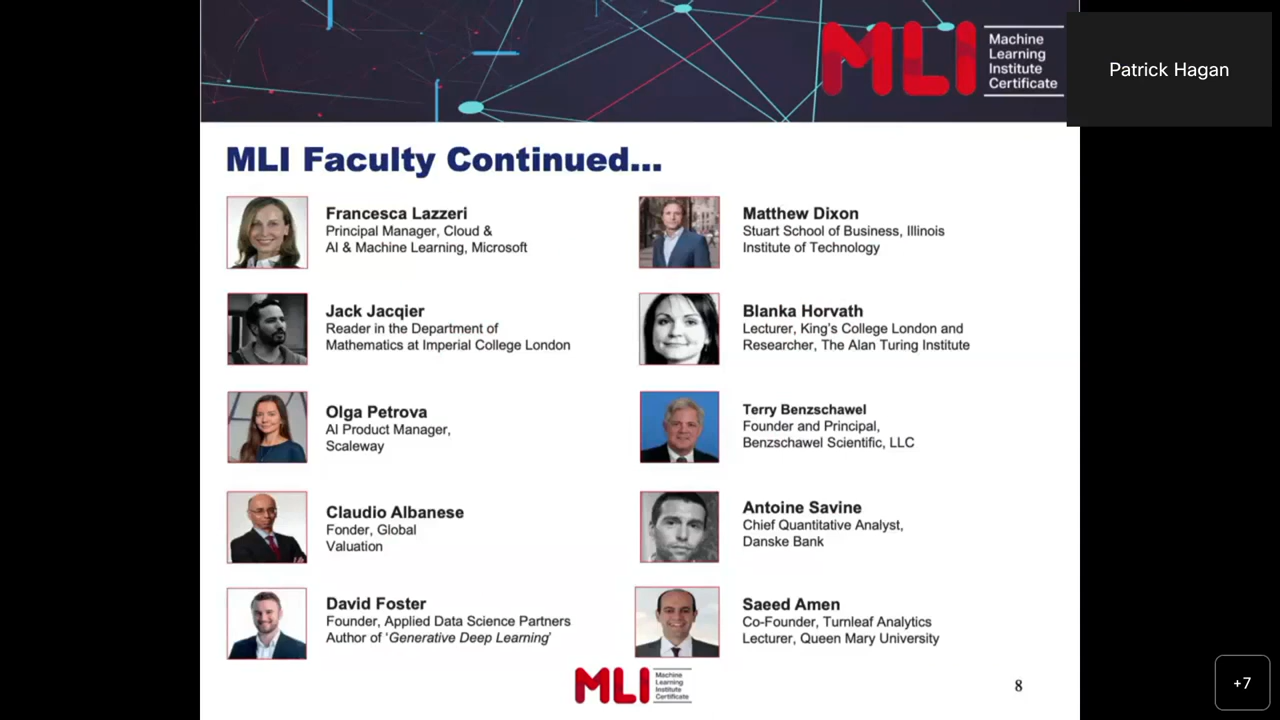 MLI
Machine
Learning
Institute
Certificate
Patrick Hagan
MLI Faculty Continued...
Francesca Lazzeri
Principal Manager, Cloud &
AI & Machine Learning, Microsoft
Matthew Dixon
Stuart School of Business, Illinois
Institute of Technology
Jack Jacqier
Reader in the Department of
Mathematics at Imperial College London
Blanka Horvath
Lecturer, King's College London and
Researcher, The Alan Turing Institute
Olga Petrova
AI Product Manager,
Scaleway
Terry Benzschawel
Founder and Principal,
Benzschawel Scientific, LLC
Claudio Albanese
Fonder, Global
Valuation
Antoine Savine
Chief Quantitative Analyst,
Danske Bank
David Foster
Founder, Applied Data Science Partners
Author of 'Generative Deep Learning'
Saeed Amen
Co-Founder, Turnleaf Analytics
Lecturer, Queen Mary University
MLI
Machine
Learning
Institute
Certificate
8
+7